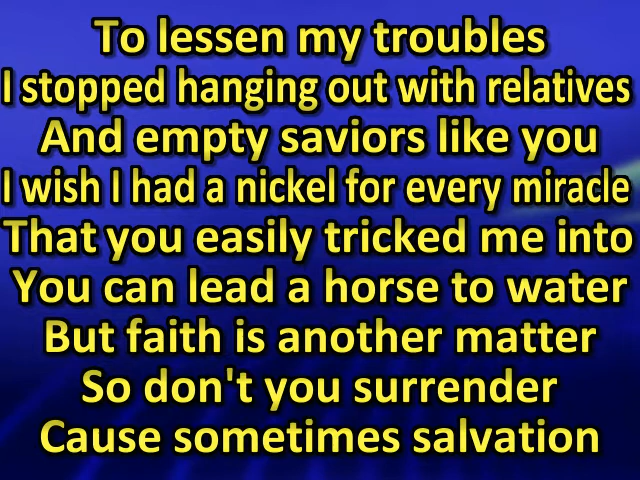 To lessen my troubles
I stopped hanging out with relatives
And empty saviors like you
I wish I had a nickel for every miracle
That you easily tricked me into
You can lead a horse to water
But faith is another matter
So don't you surrender
Cause sometimes salvation